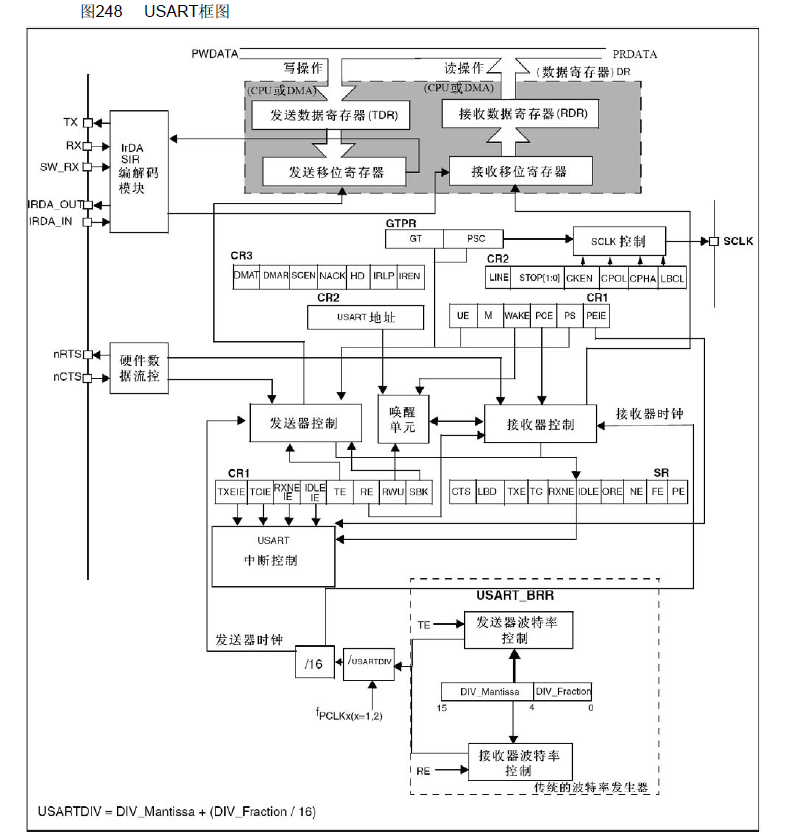 图248 USART框图
PWDATA
PRDATA
写操作
读操作
(数据寄存器) DR
(CPU或DMA)
(CPU或DMA)
发送数据寄存器(TDR)
接收数据寄存器(RDR)
发送移位寄存器
接收移位寄存器
TX
RX
SW_RX
IRDA_OUT
IRDA_IN
IrDA
SIR
编解码
模块
GTPR
GT PSC
SCLK 控制
SCLK
CR3
DMAT DMAR SCEN NACK HD IRLP IREN
CR2
LINE STOP[1:0] CKEN CPOL CPHA LBCL
CR2
USART 地址
CR1
UE M WAKE PCE PS PEIE
nRTS
nCTS
硬件数
据流控
发送器控制
唤醒
单元
接收器控制
接收器时钟
CR1
TXEIE TCIE RXNE IE IDLE IE TE RE RWU SBK
SR
CTS LBD TXE TC RXNE IDLE ORE NE FE PE
USART
中断控制
USART_BRR
发送器时钟
TE
发送器波特率
控制
/16
/USARTDIV
DIV_Mantissa DIV_Fraction
15 4 0
fPCLKx(x=1,2)
RE
接收器波特率
控制
传统的波特率发生器
USARTDIV = DIV_Mantissa + (DIV_Fraction / 16)